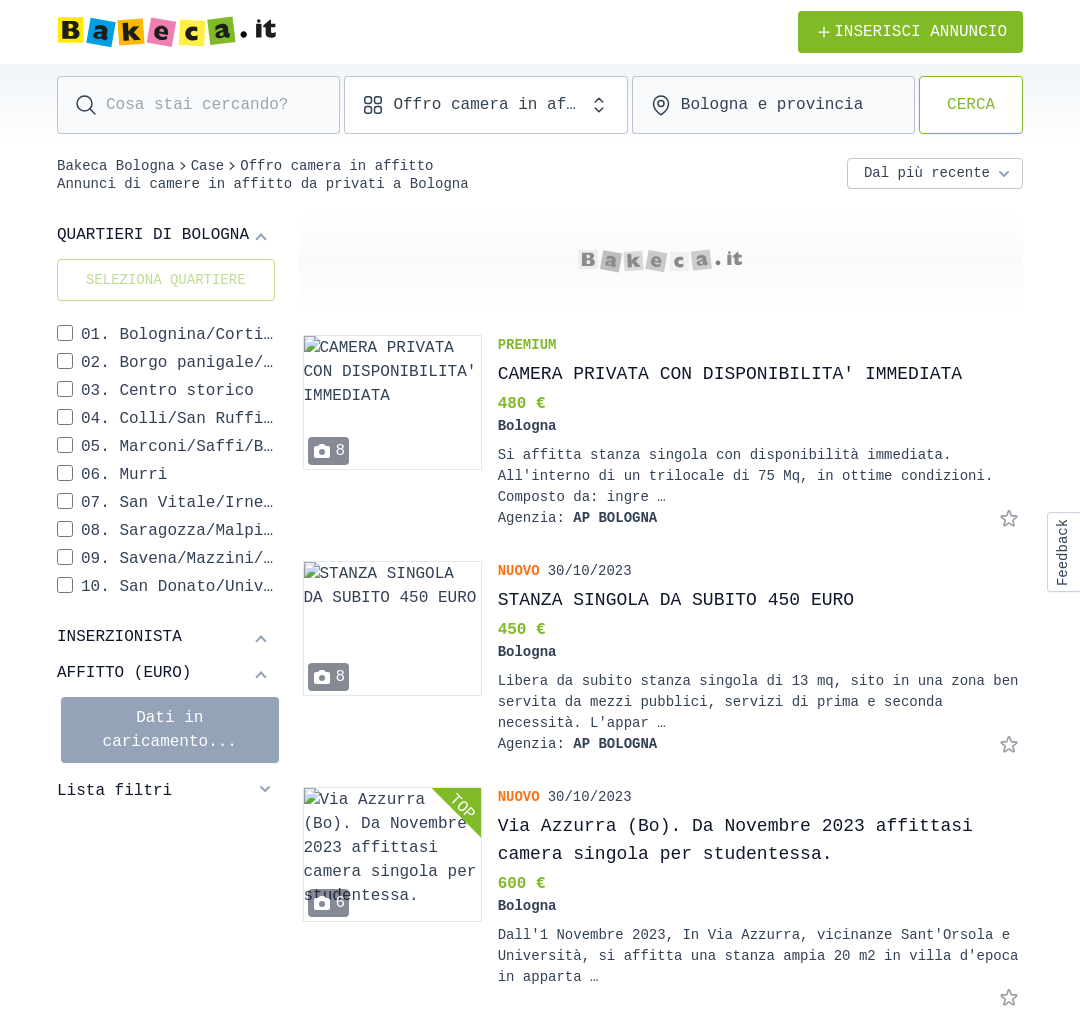 Bakeca.it
INSERISCI ANNUNCIO
Cosa stai cercando?
Offro camera in af…
Bologna e provincia
CERCA
Bakeca Bologna > Case > Offro camera in affitto
Annunci di camere in affitto da privati a Bologna
Dal più recente
QUARTIERI DI BOLOGNA
SELEZIONA QUARTIERE
01. Bolognina/Corti…
02. Borgo panigale/…
03. Centro storico
04. Colli/San Ruffi…
05. Marconi/Saffi/B…
06. Murri
07. San Vitale/Irne…
08. Saragozza/Malpi…
09. Savena/Mazzini/…
10. San Donato/Univ…
INSERZIONISTA
AFFITTO (EURO)
Dati in
caricamento...
Lista filtri
Bakeca.it
CAMERA PRIVATA
CON DISPONIBILITA'
IMMEDIATA
8
PREMIUM
CAMERA PRIVATA CON DISPONIBILITA' IMMEDIATA
480 €
Bologna
Si affitta stanza singola con disponibilità immediata.
All'interno di un trilocale di 75 Mq, in ottime condizioni.
Composto da: ingre …
Agenzia: AP BOLOGNA
STANZA SINGOLA
DA SUBITO 450 EURO
8
NUOVO 30/10/2023
STANZA SINGOLA DA SUBITO 450 EURO
450 €
Bologna
Libera da subito stanza singola di 13 mq, sito in una zona ben
servita da mezzi pubblici, servizi di prima e seconda
necessità. L'appar …
Agenzia: AP BOLOGNA
Via Azzurra
(Bo). Da Novembre
2023 affittasi
camera singola per
studentessa.
TOP
6
NUOVO 30/10/2023
Via Azzurra (Bo). Da Novembre 2023 affittasi
camera singola per studentessa.
600 €
Bologna
Dall'1 Novembre 2023, In Via Azzurra, vicinanze Sant'Orsola e
Università, si affitta una stanza ampia 20 m2 in villa d'epoca
in apparta …
Feedback